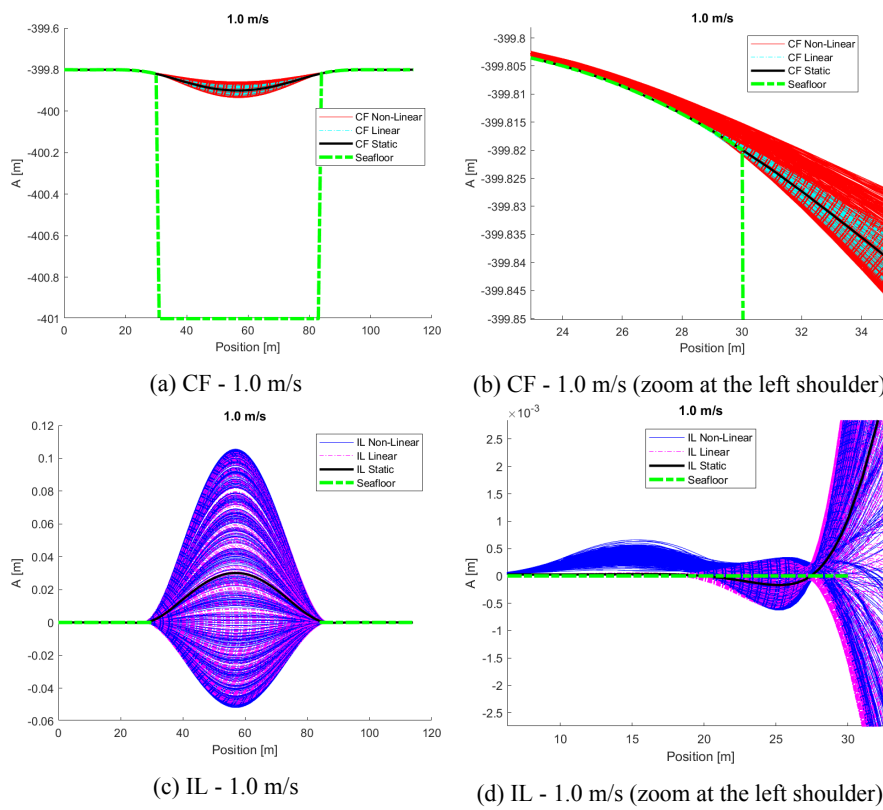 1.0 m/s
-399.6
-399.8
-400
-400.2
-400.4
-400.6
-400.8
-401
A [m]
0 20 40 60 80 100 120
Position [m]
CF Non-Linear
CF Linear
CF Static
Seafloor
(a) CF - 1.0 m/s
1.0 m/s
-399.8
-399.805
-399.81
-399.815
-399.82
-399.825
-399.83
-399.835
-399.84
-399.845
-399.85
A [m]
24 26 28 30 32 34
Position [m]
CF Non-Linear
CF Linear
CF Static
Seafloor
(b) CF - 1.0 m/s (zoom at the left shoulder)
1.0 m/s
0.12
0.1
0.08
0.06
0.04
0.02
0
-0.02
-0.04
-0.06
A [m]
0 20 40 60 80 100 120
Position [m]
IL Non-Linear
IL Linear
IL Static
Seafloor
(c) IL - 1.0 m/s
×10-3
1.0 m/s
2.5
2
1.5
1
0.5
0
-0.5
-1
-1.5
-2
-2.5
A [m]
10 15 20 25 30
Position [m]
IL Non-Linear
IL Linear
IL Static
Seafloor
(d) IL - 1.0 m/s (zoom at the left shoulder)